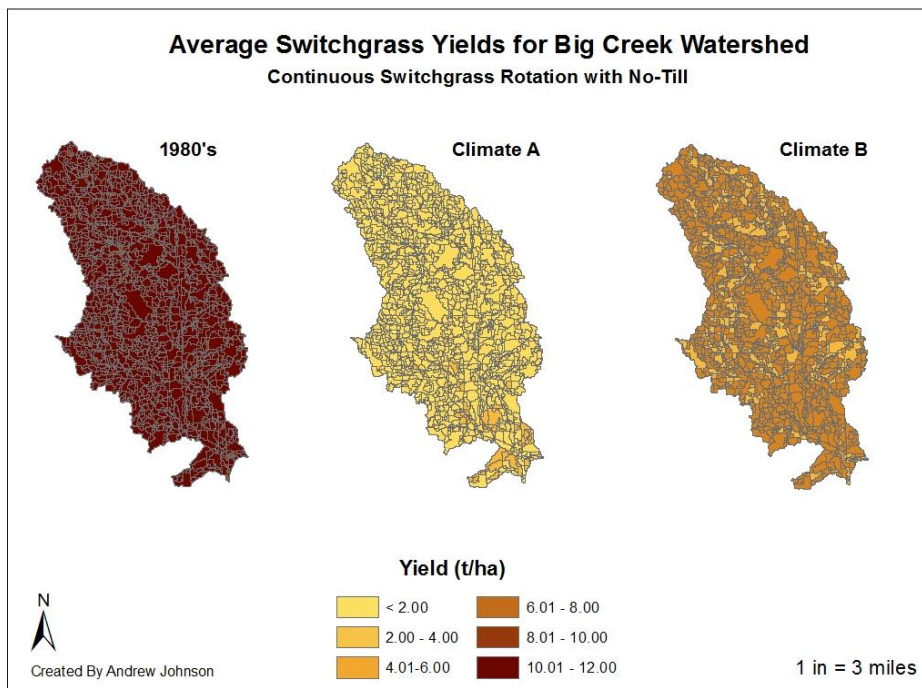 Average Switchgrass Yields for Big Creek Watershed
Continuous Switchgrass Rotation with No-Till
1980's
Climate A
Climate B
Yield (t/ha)
< 2.00
2.00 - 4.00
4.01-6.00
6.01 - 8.00
8.01 - 10.00
10.01 - 12.00
N
Created By Andrew Johnson
1 in = 3 miles